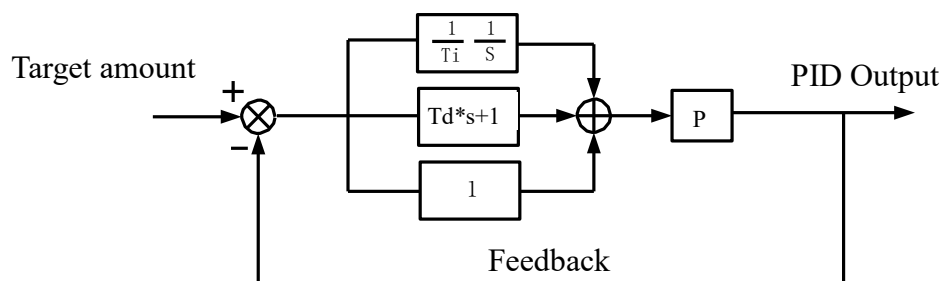 1 1
Ti S
Target amount
PID Output
+
Td*s+1
P
−
1
Feedback